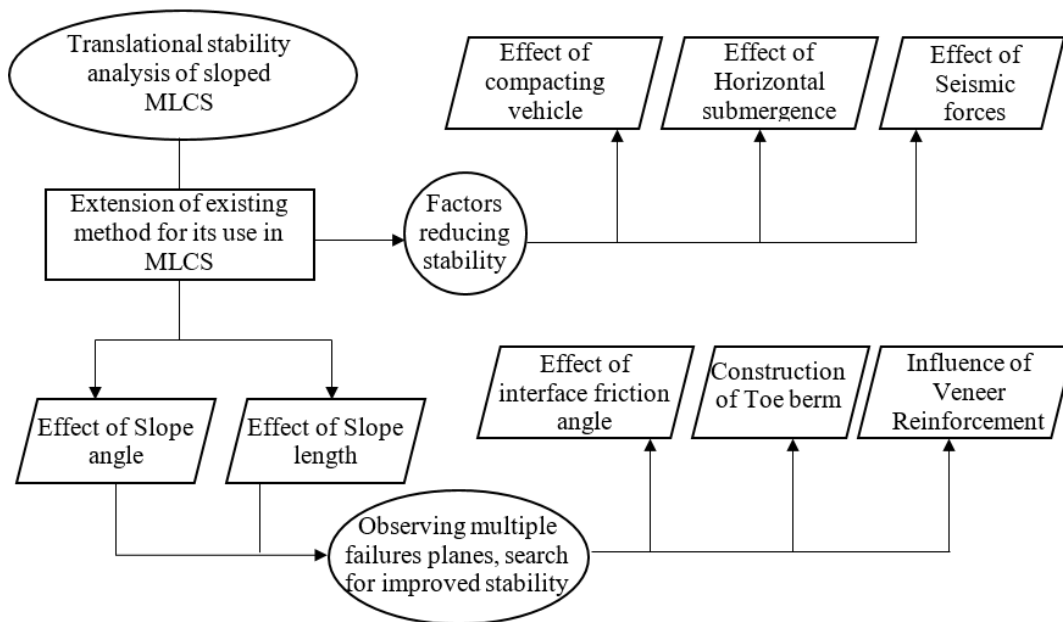 Translational stability
analysis of sloped
MLCS
Extension of existing
method for its use in
MLCS
Factors
reducing
stability
Effect of
compacting
vehicle
Effect of
Horizontal
submergence
Effect of
Seismic
forces
Effect of Slope
angle
Effect of Slope
length
Observing multiple
failures planes, search
for improved stability
Effect of
interface friction
angle
Construction
of Toe berm
Influence of
Veneer
Reinforcement